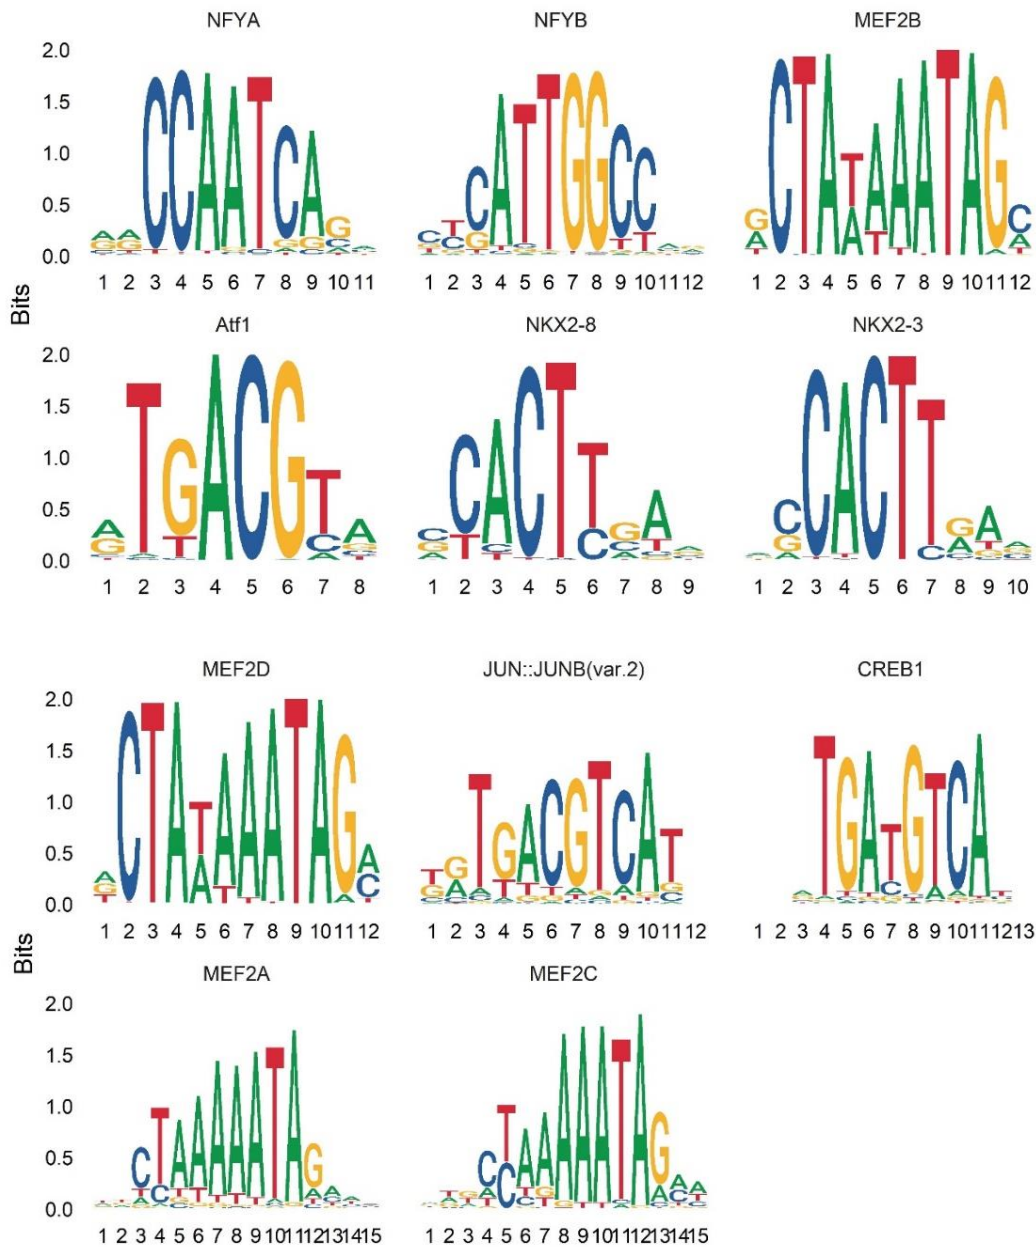 NFYA NFYB MEF2B
2.0
1.5
1.0
0.5
0.0
1 2 3 4 5 6 7 8 9 10 11 1 2 3 4 5 6 7 8 9 10 11 12 1 2 3 4 5 6 7 8 9 10 11 12
Bits
Atf1 NKX2-8 NKX2-3
2.0
1.5
1.0
0.5
0.0
1 2 3 4 5 6 7 8 1 2 3 4 5 6 7 8 9 1 2 3 4 5 6 7 8 9 10
MEF2D JUN::JUNB(var.2) CREB1
2.0
1.5
1.0
0.5
0.0
1 2 3 4 5 6 7 8 9 10 11 12 1 2 3 4 5 6 7 8 9 10 11 12 1 2 3 4 5 6 7 8 9 10 11 12 13
Bits
MEF2A MEF2C
2.0
1.5
1.0
0.5
0.0
1 2 3 4 5 6 7 8 9 10 11 12 13 14 15 1 2 3 4 5 6 7 8 9 10 11 12 13 14 15